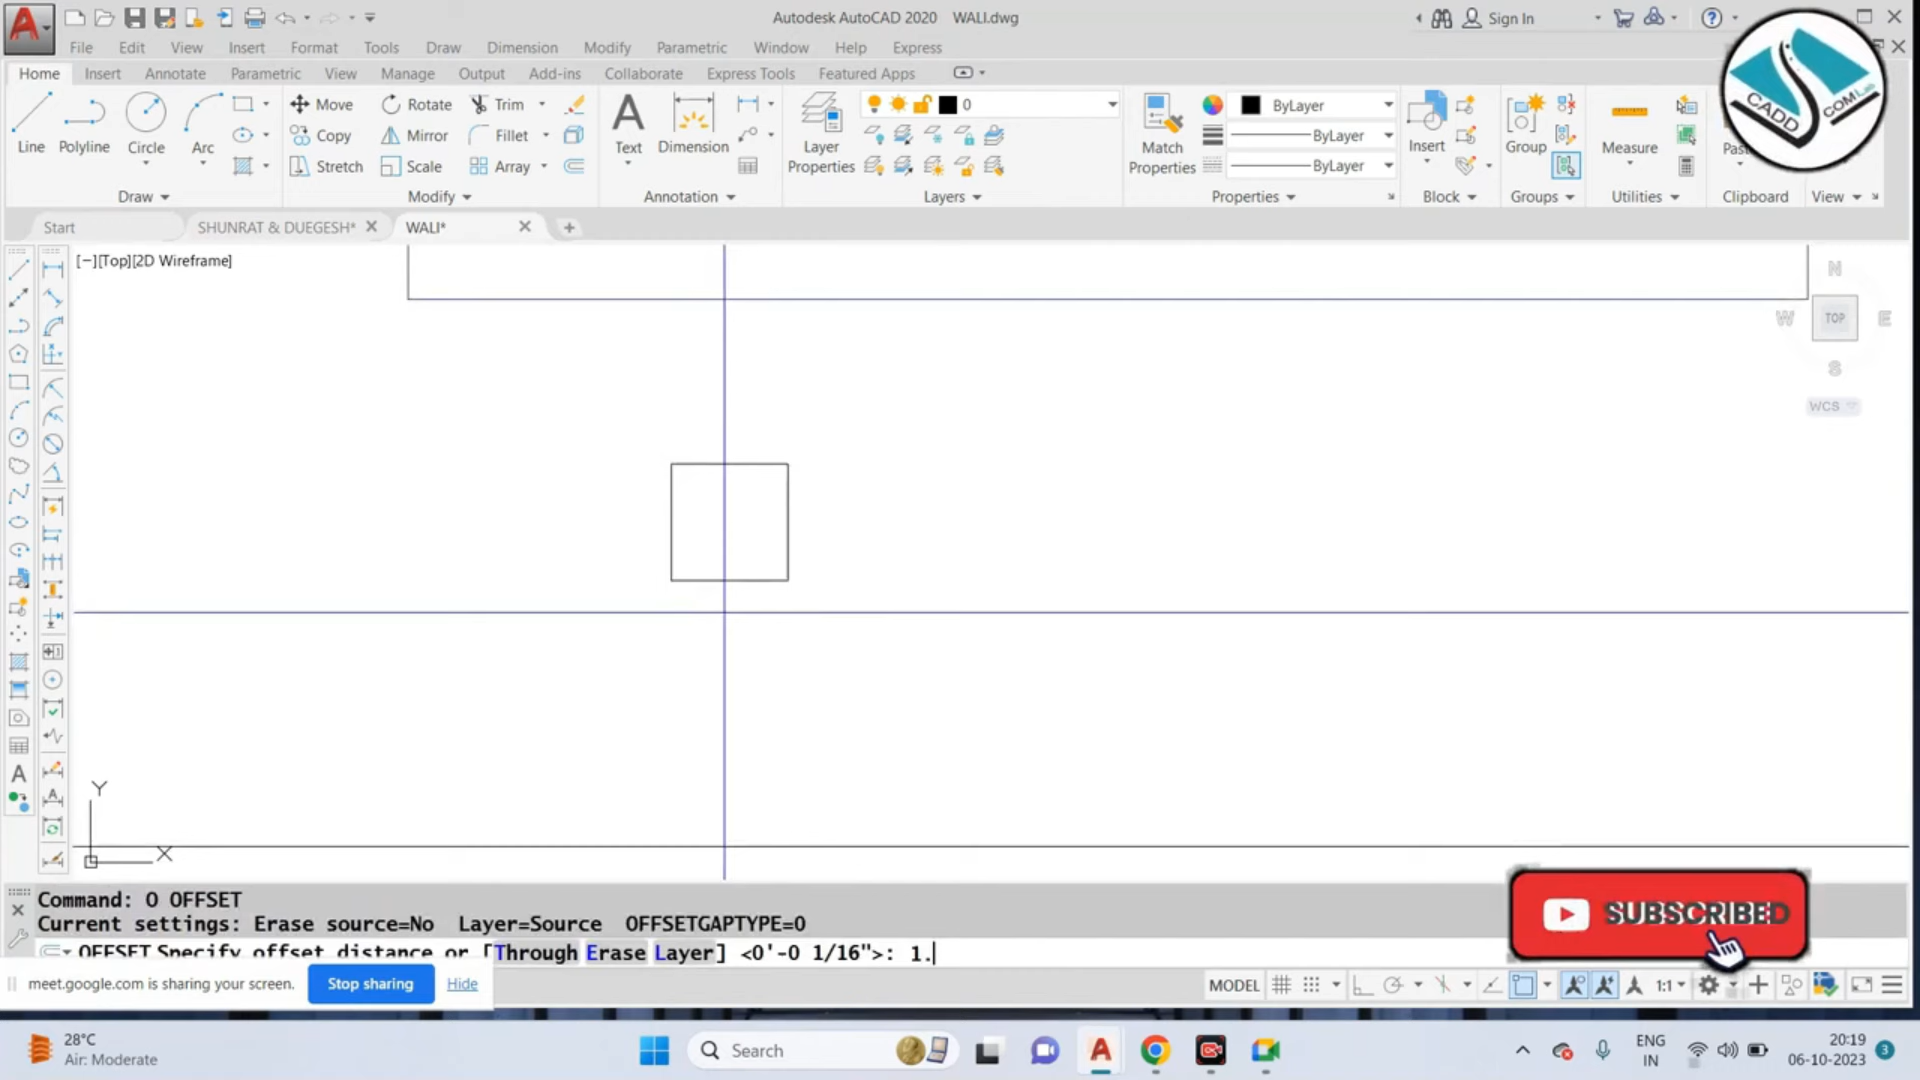 Autodesk AutoCAD 2020 WALI.dwg
Sign In
File Edit View Insert Format Tools Draw Dimension Modify Parametric Window Help Express
Home Insert Annotate Parametric View Manage Output Add-ins Collaborate Express Tools Featured Apps
Line Polyline Circle Arc
Move Rotate Trim
Copy Mirror Fillet
Stretch Scale Array
Text Dimension
Layer Properties
0
Match Properties
ByLayer
ByLayer
ByLayer
Insert
Group
Measure
CADD COMLab
Draw Modify Annotation Layers Properties Block Groups Utilities Clipboard View
Start SHUNRAT & DUEGESH* WALI*
[−][Top][2D Wireframe]
N
W TOP E
S
WCS
Y
X
Command: O OFFSET
Current settings: Erase source=No Layer=Source OFFSETGAPTYPE=0
OFFSET Specify offset distance or [Through Erase Layer] <0'-0 1/16">: 1.
SUBSCRIBED
meet.google.com is sharing your screen. Stop sharing Hide
MODEL 1:1
28°C
Air: Moderate
Search
ENG
IN
20:19
06-10-2023
3